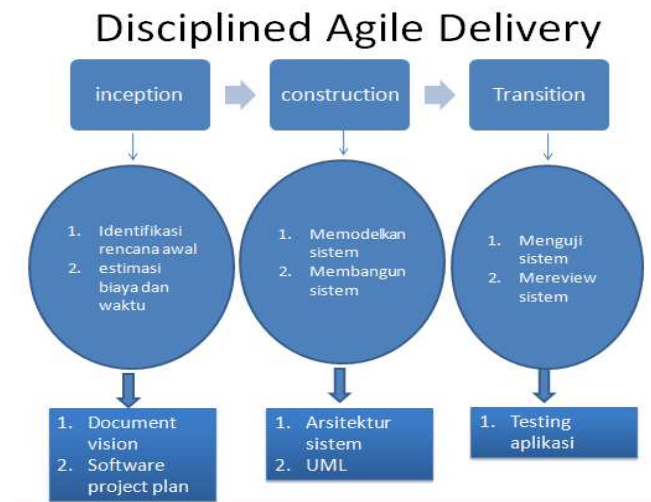 Disciplined Agile Delivery
inception
construction
Transition
1. Identifikasi
rencana awal
2. estimasi
biaya dan
waktu
1. Memodelkan
sistem
2. Membangun
sistem
1. Menguji
sistem
2. Mereview
sistem
1. Document
vision
2. Software
project plan
1. Arsitektur
sistem
2. UML
1. Testing
aplikasi